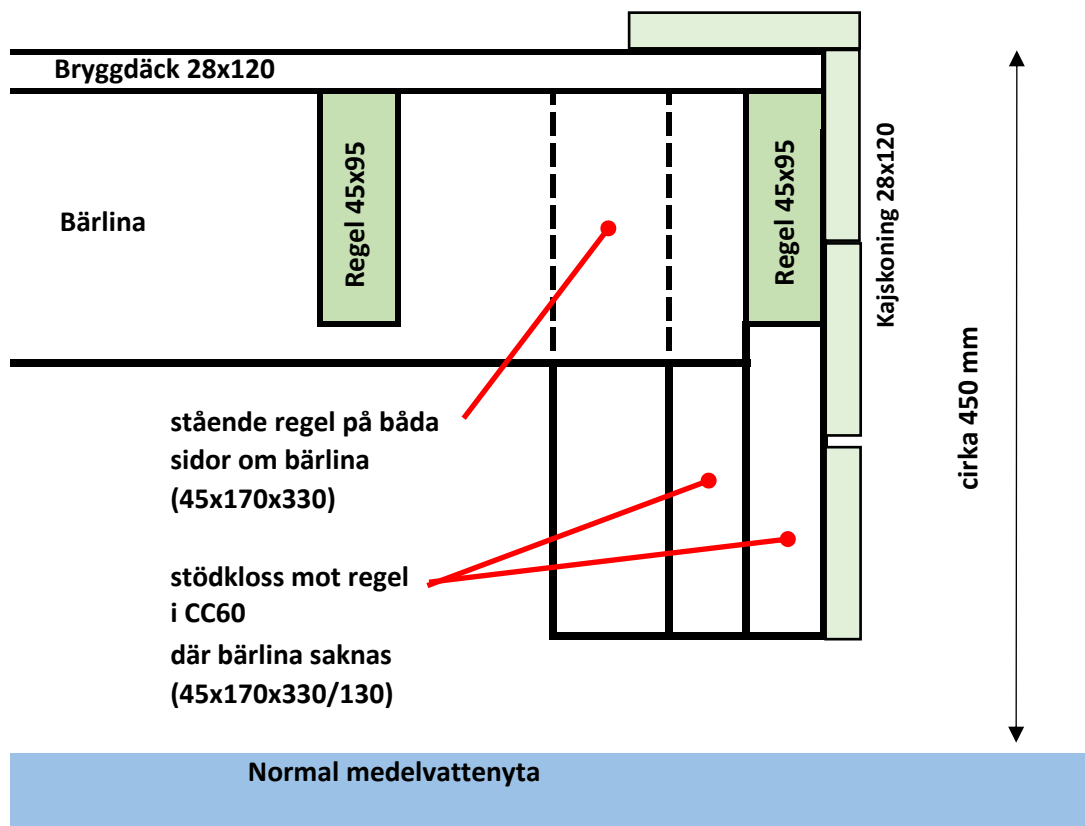 Bryggdäck 28x120
Regel 45x95
Regel 45x95
Kajskoning 28x120
Bärlina
cirka 450 mm
stående regel på båda
sidor om bärlina
(45x170x330)
stödkloss mot regel
i CC60
där bärlina saknas
(45x170x330/130)
Normal medelvattenyta